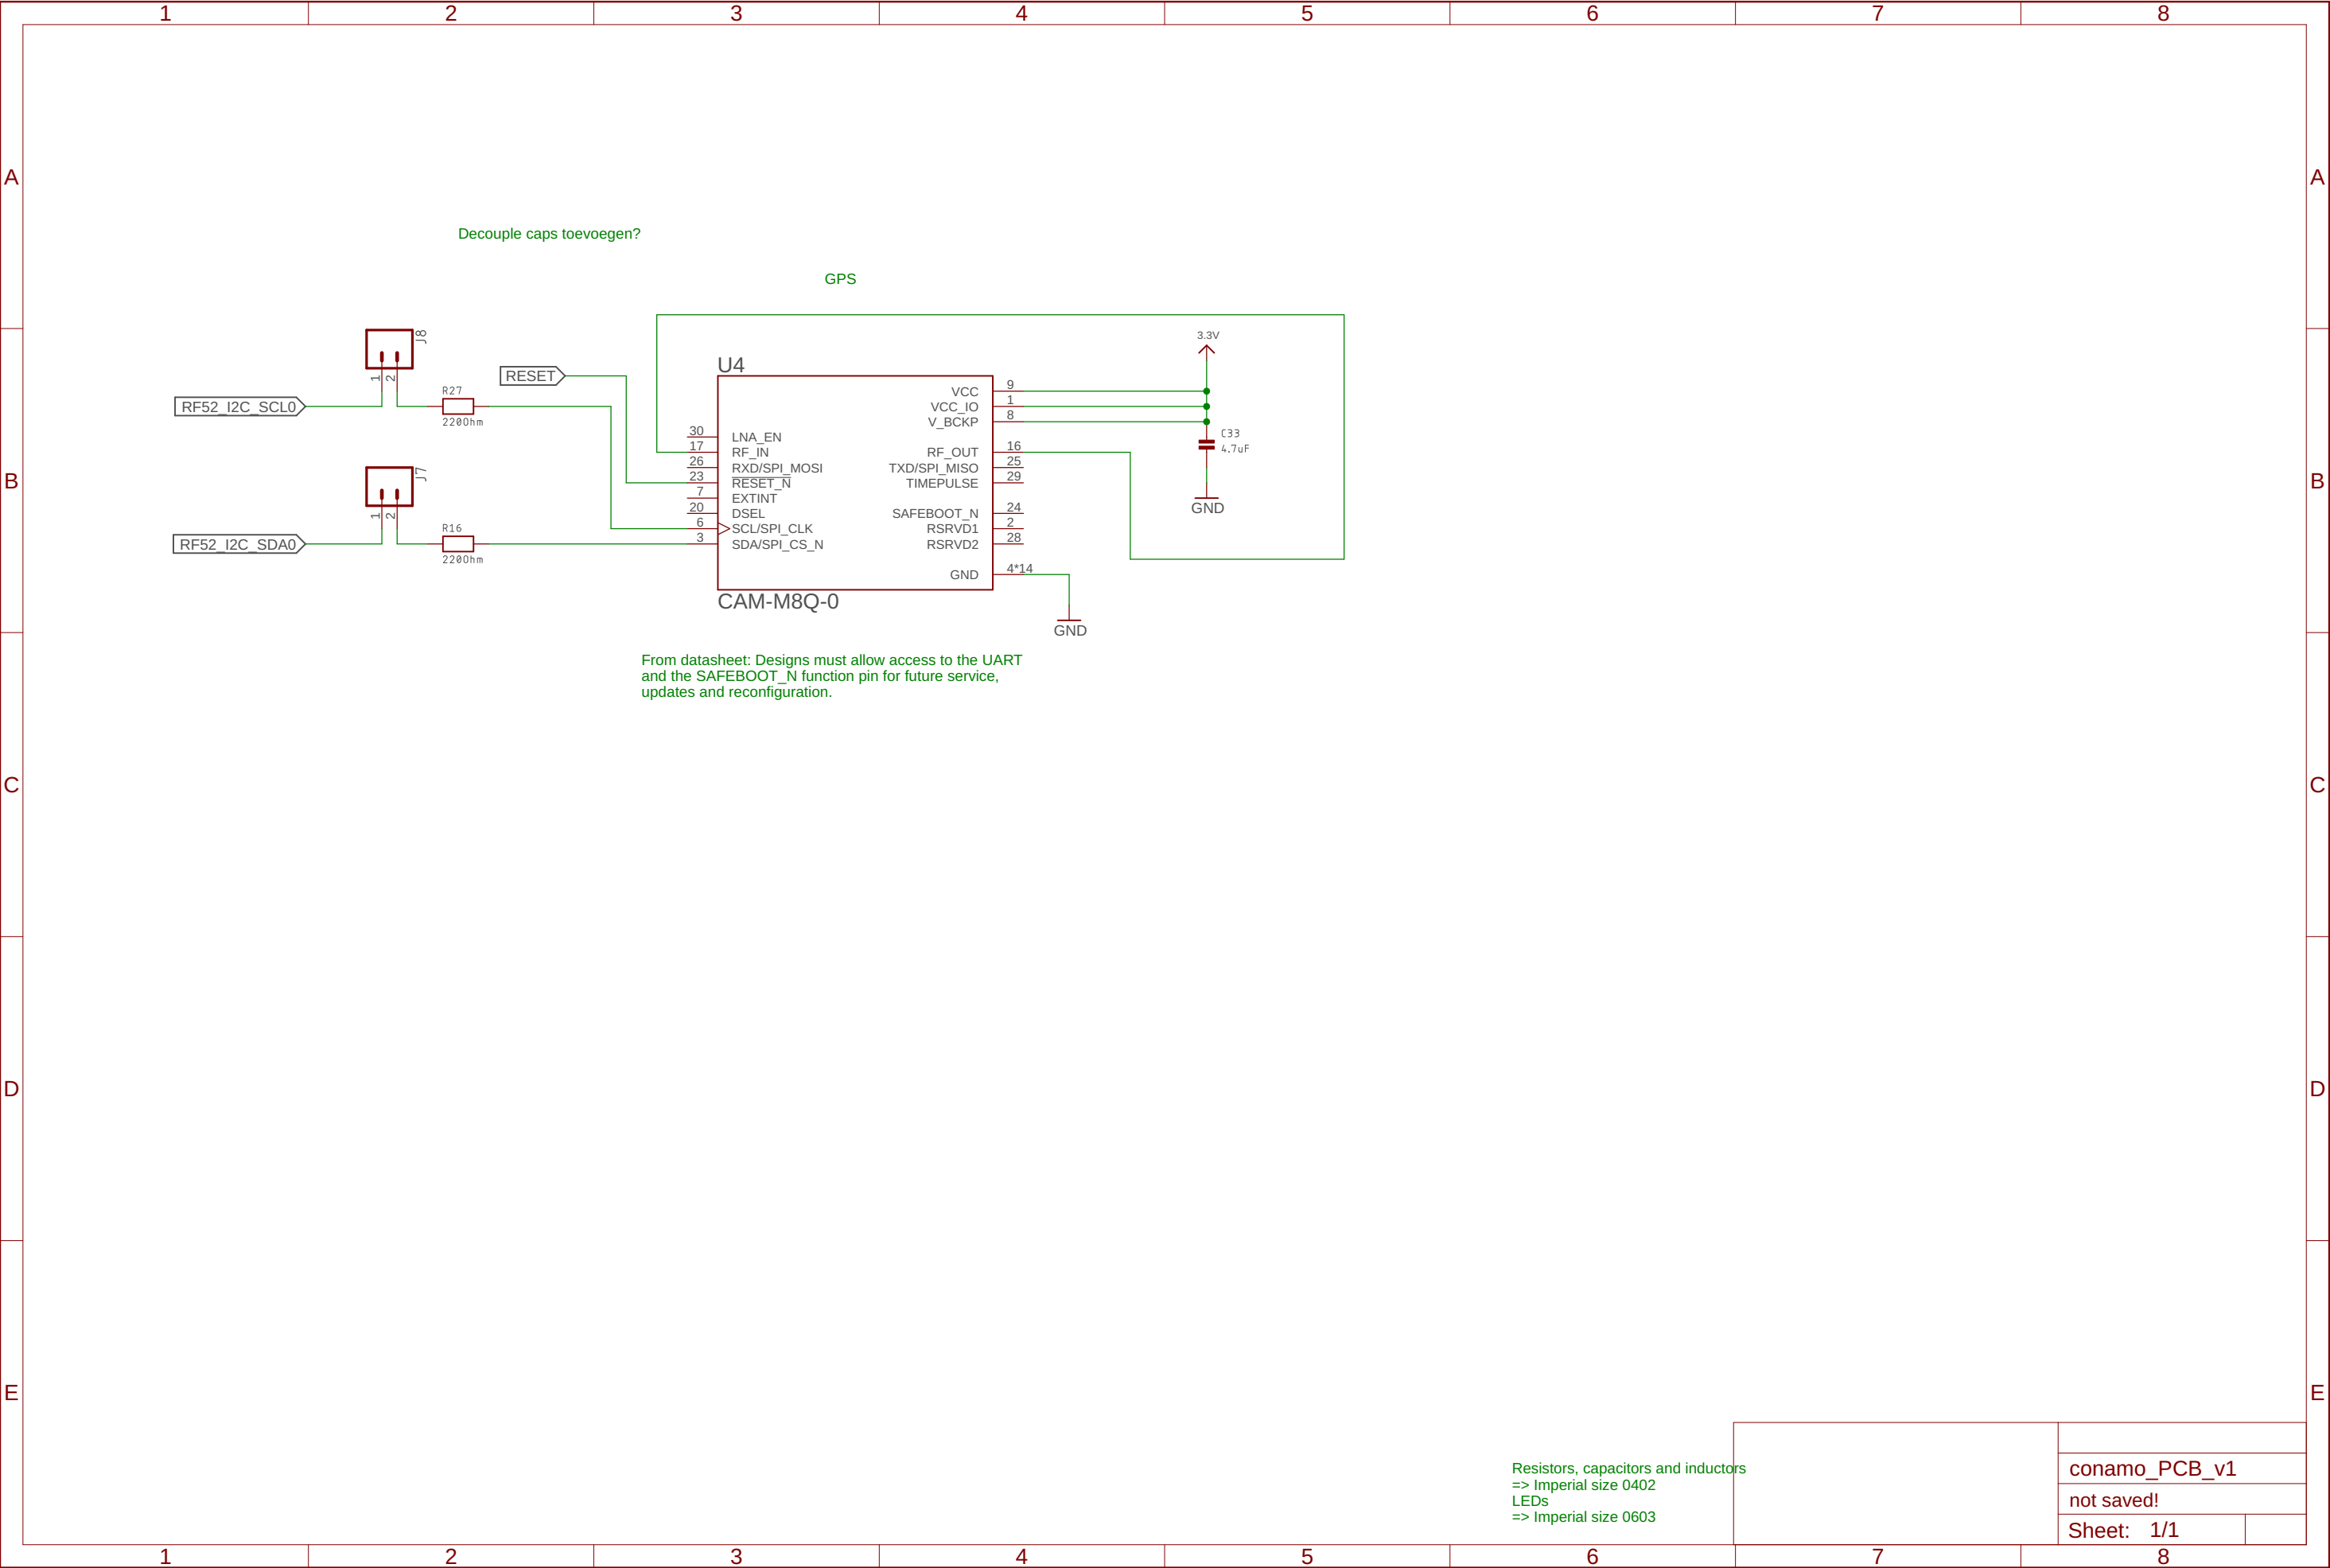 1 2 3 4 5 6 7 8
A A
Decouple caps toevoegen?
GPS
J8
1 2
RF52_I2C_SCL0
R27
220Ohm
RESET
J7
1 2
RF52_I2C_SDA0
R16
220Ohm
U4
30 LNA_EN
17 RF_IN
26 RXD/SPI_MOSI
23 RESET_N
7 EXTINT
20 DSEL
6 SCL/SPI_CLK
3 SDA/SPI_CS_N
VCC 9
VCC_IO 1
V_BCKP 8
RF_OUT 16
TXD/SPI_MISO 25
TIMEPULSE 29
SAFEBOOT_N 24
RSRVD1 2
RSRVD2 28
GND 4*14
CAM-M8Q-0
3.3V
C33
4.7uF
GND
GND
B B
From datasheet: Designs must allow access to the UART
and the SAFEBOOT_N function pin for future service,
updates and reconfiguration.
C C
D D
E E
Resistors, capacitors and inductors
=> Imperial size 0402
LEDs
=> Imperial size 0603
conamo_PCB_v1
not saved!
Sheet: 1/1
1 2 3 4 5 6 7 8